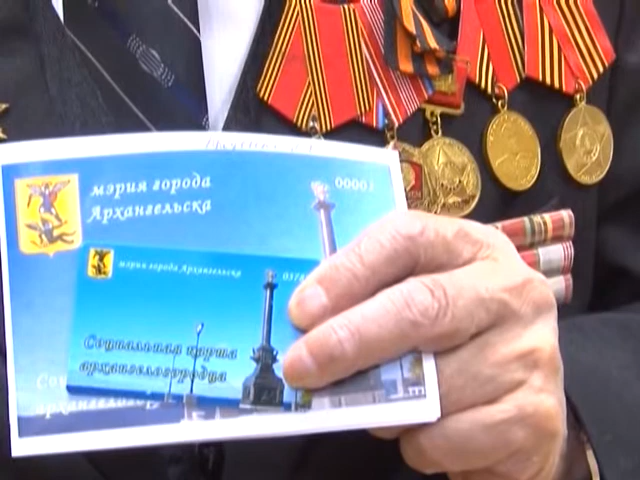 мэрия города
Архангельска
00001
мэрия города Архангельска
Социальная карта
архангелогородца